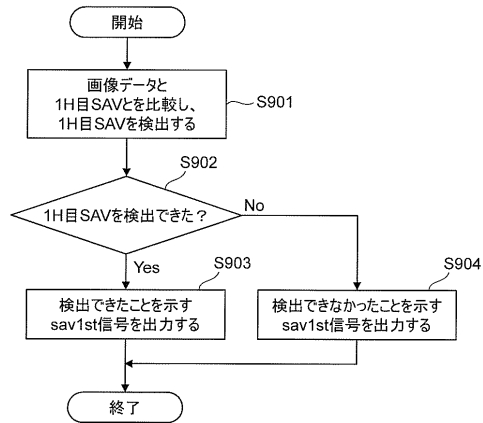 開始
画像データと
1H目SAVとを比較し、
1H目SAVを検出する
S901
S902
1H目SAVを検出できた？
No
Yes
S903
検出できたことを示す
sav1st信号を出力する
S904
検出できなかったことを示す
sav1st信号を出力する
終了